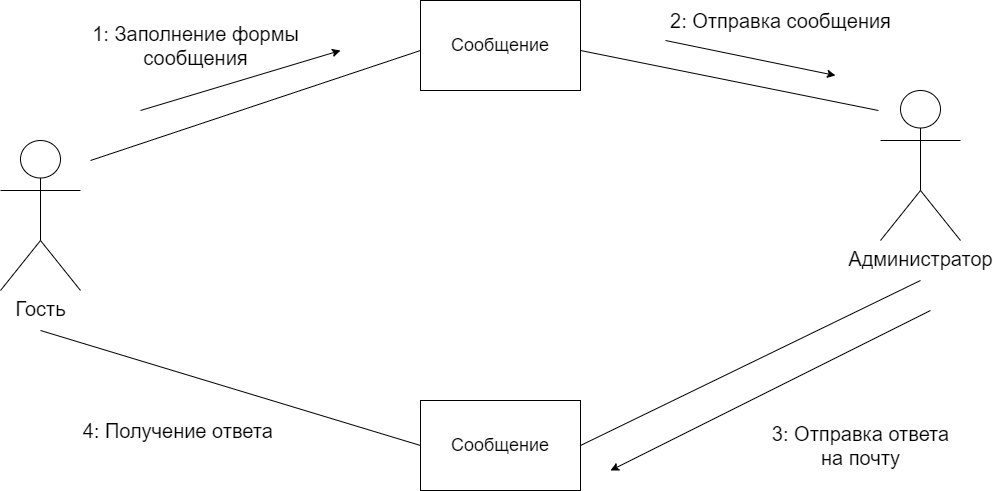 1: Заполнение формы
сообщения
Сообщение
2: Отправка сообщения
Гость
Администратор
4: Получение ответа
Сообщение
3: Отправка ответа
на почту